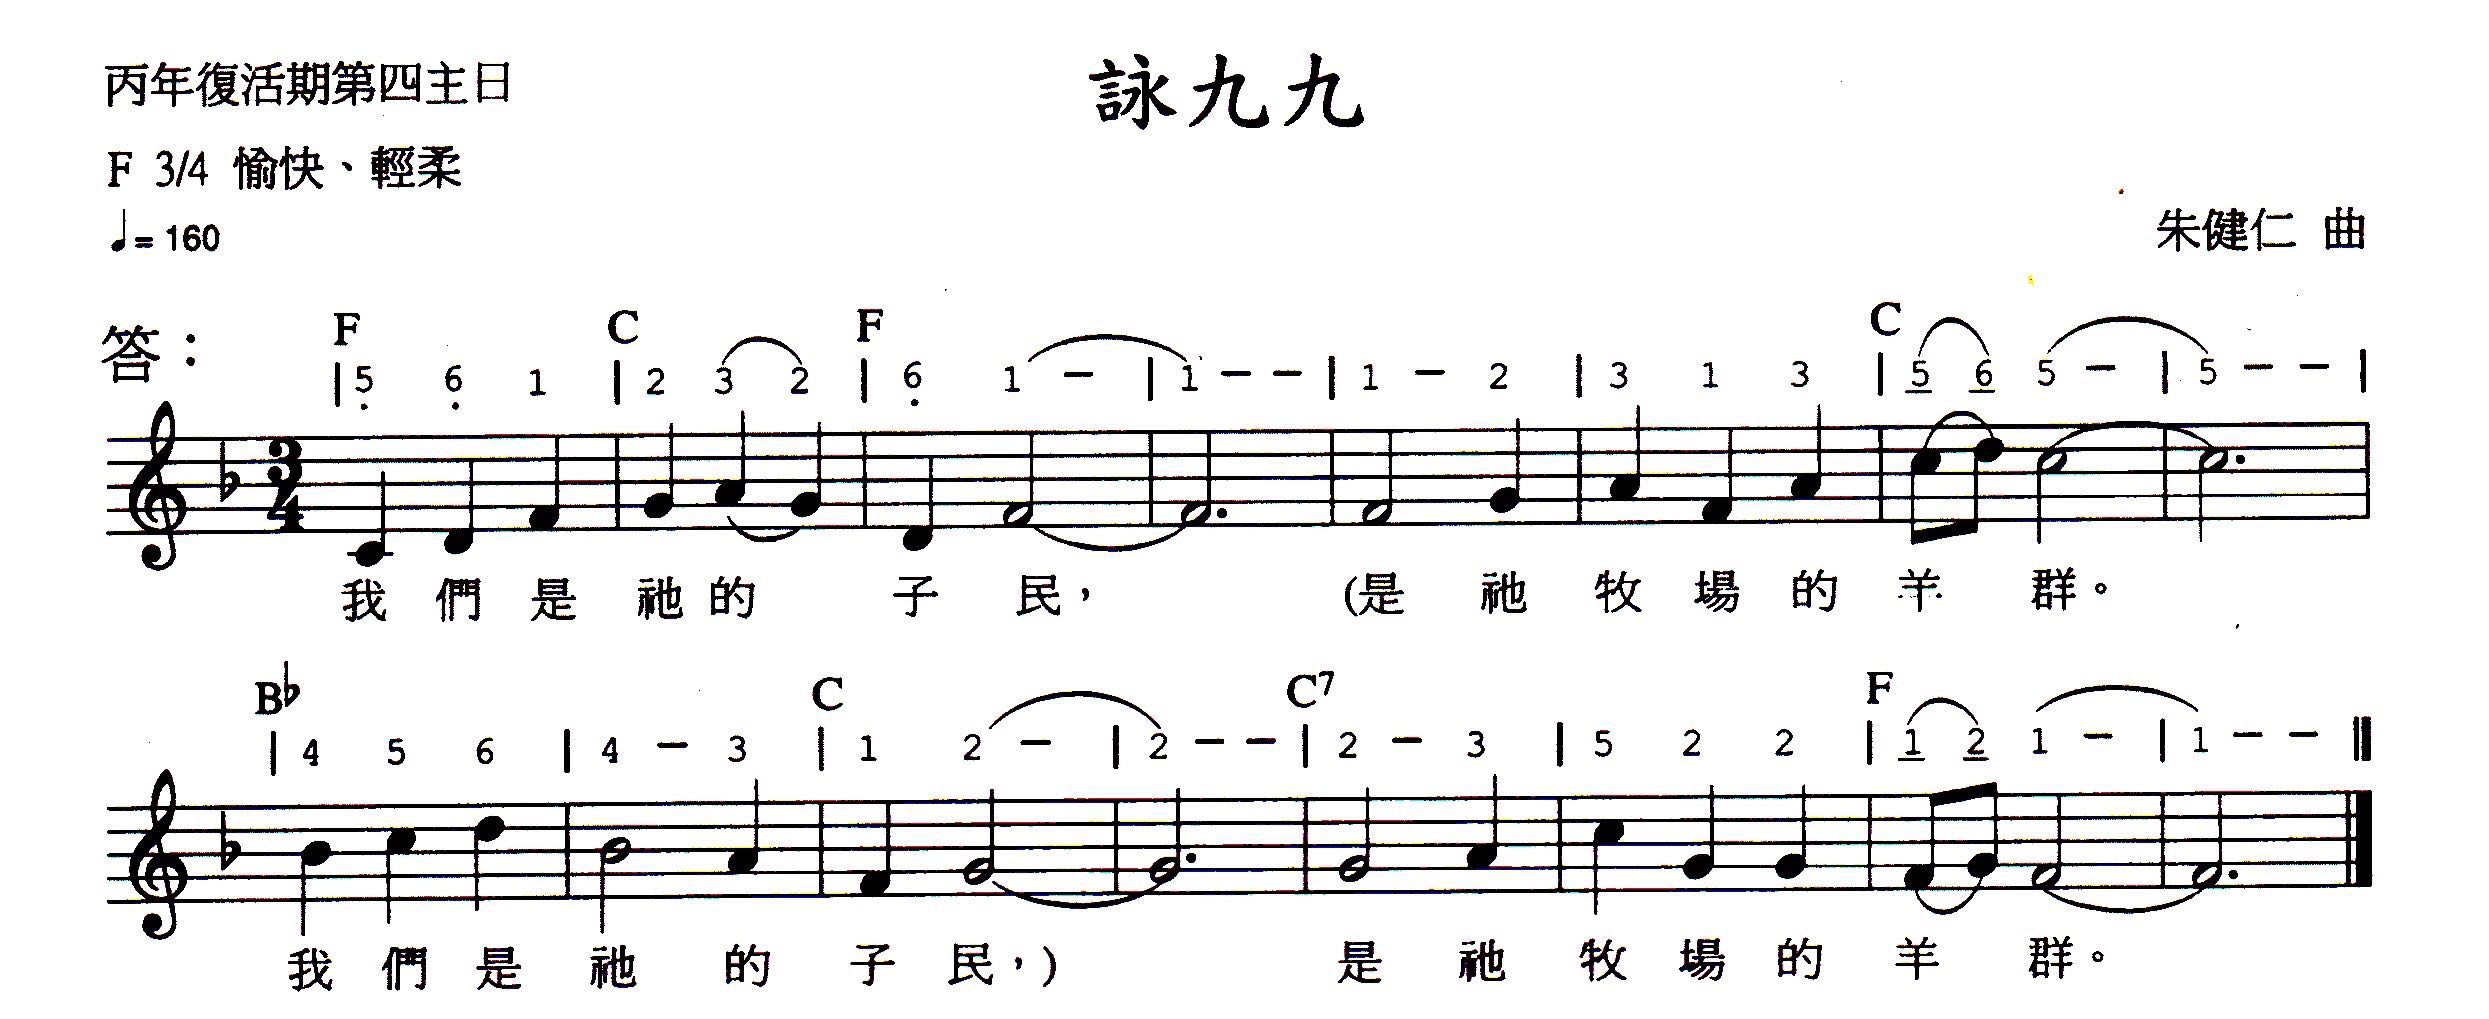 詠九九
丙年復活期第四主日
F 3/4 愉快、輕柔
♩= 160
朱健仁 曲
答：
F C F C
| 5̣ 6̣ 1 | 2 3 2 | 6̣ 1 － | 1 － － | 1 － 2 | 3 1 3 | 5 6 5 － | 5 － － |
3/4
我們是祂的 子民， (是祂牧場的羊群。
B♭ C C7 F
| 4 5 6 | 4 － 3 | 1 2 － | 2 － － | 2 － 3 | 5 2 2 | 1 2 1 － | 1 － － ‖
我們是祂 的 子民，) 是祂牧場的羊群。